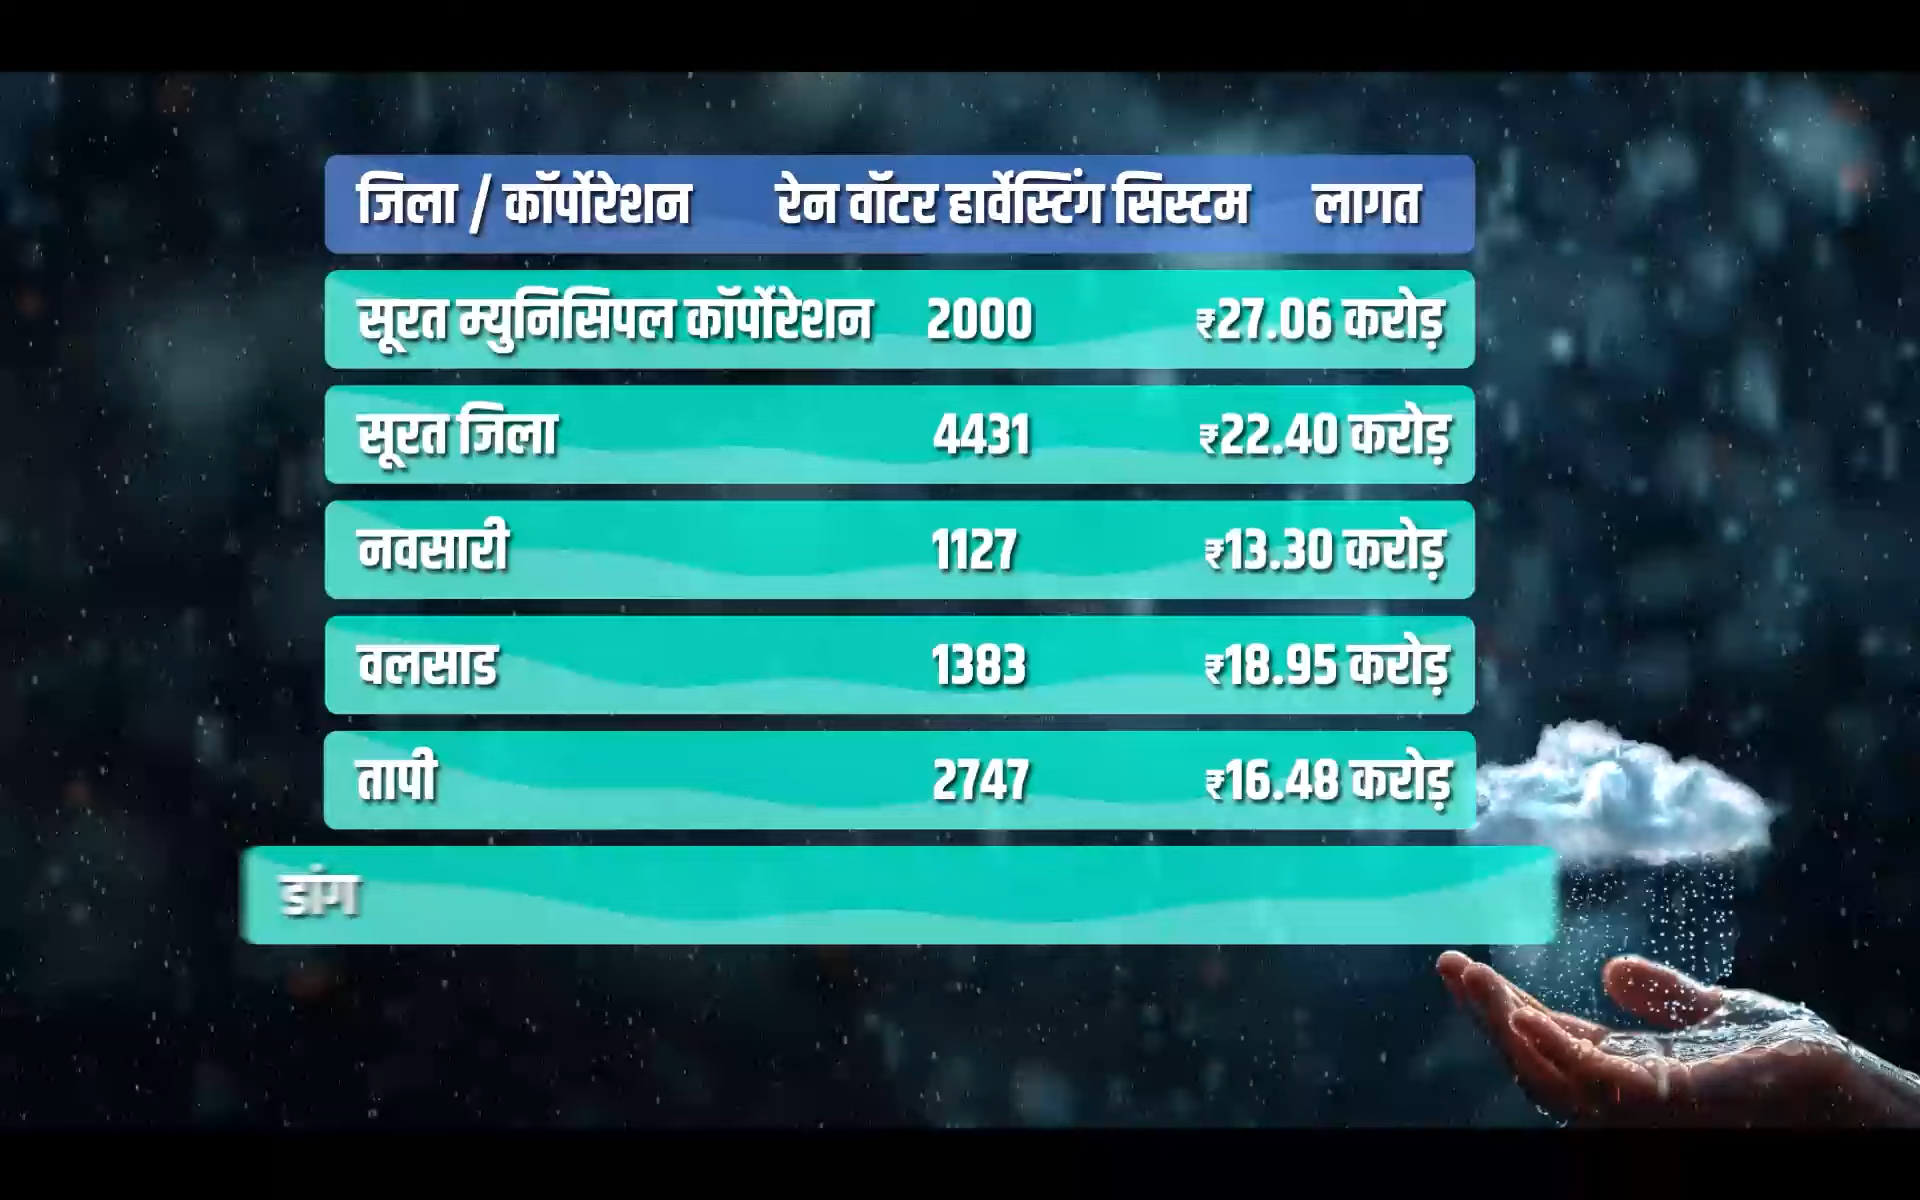 जिला / कॉर्पोरेशन रेन वॉटर हार्वेस्टिंग सिस्टम लागत
सूरत म्युनिसिपल कॉर्पोरेशन 2000 ₹27.06 करोड़
सूरत जिला 4431 ₹22.40 करोड़
नवसारी 1127 ₹13.30 करोड़
वलसाड 1383 ₹18.95 करोड़
तापी 2747 ₹16.48 करोड़
डांग